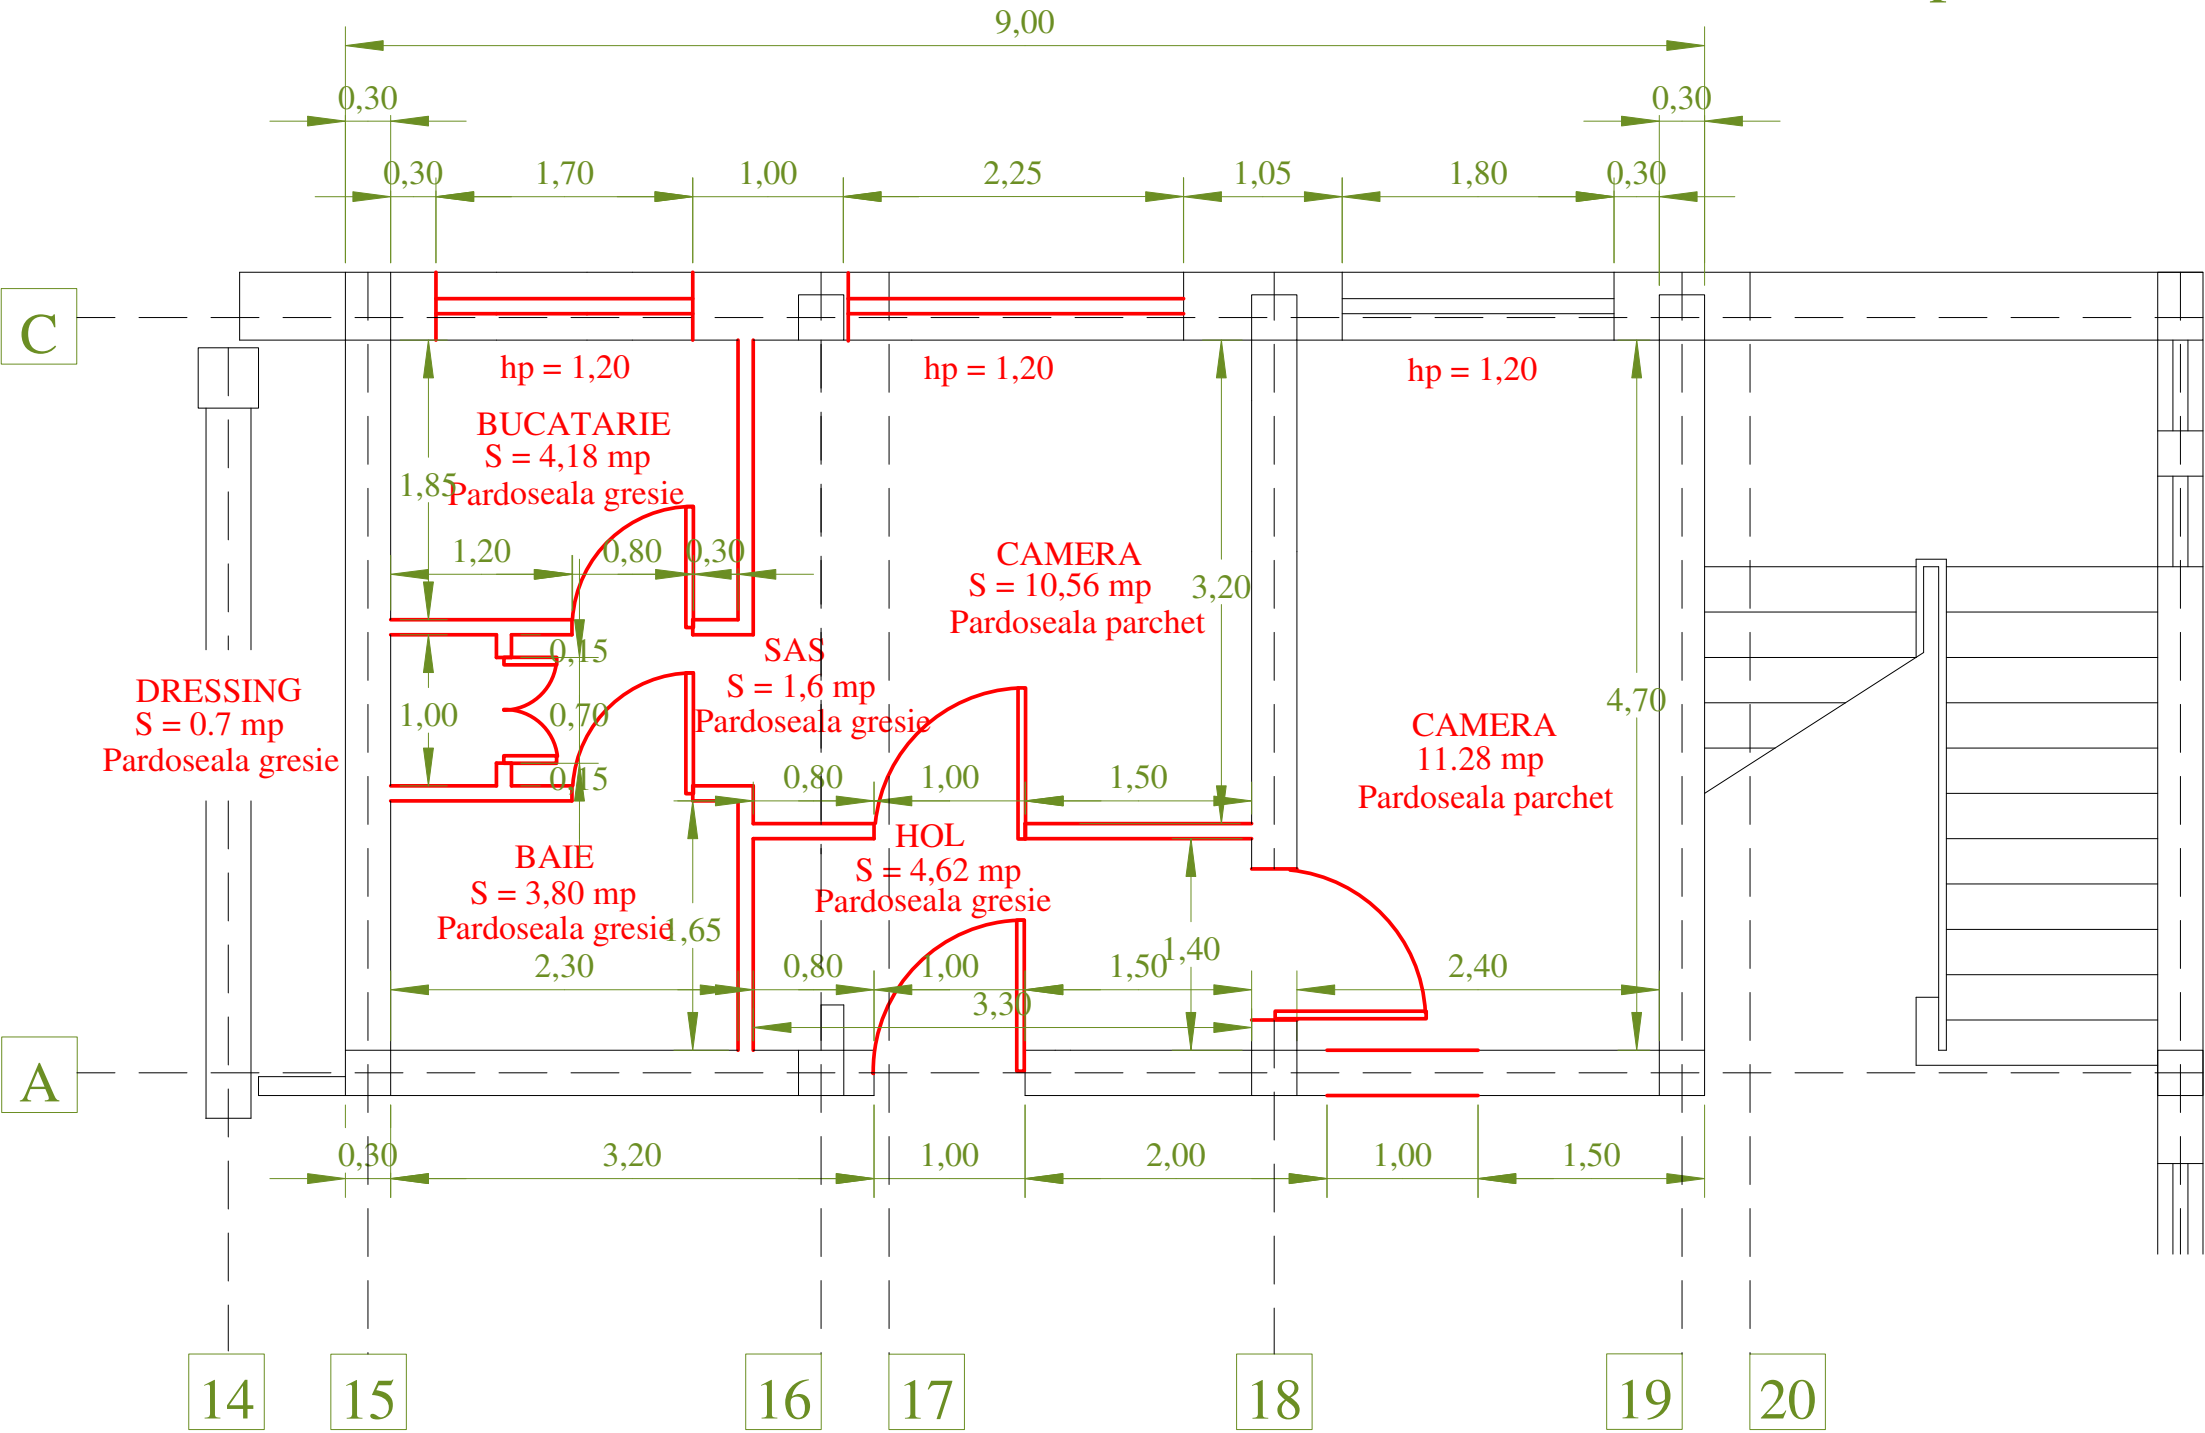 9,00
0,30
0,30
0,30
1,70
1,00
2,25
1,05
1,80
0,30
C
hp = 1,20
hp = 1,20
hp = 1,20
BUCATARIE
S = 4,18 mp
Pardoseala gresie
1,85
1,20
0,80
0,30
CAMERA
S = 10,56 mp
Pardoseala parchet
3,20
0,15
SAS
S = 1,6 mp
Pardoseala gresie
DRESSING
S = 0.7 mp
Pardoseala gresie
1,00
0,70
4,70
CAMERA
11.28 mp
Pardoseala parchet
0,15
0,80
1,00
1,50
HOL
S = 4,62 mp
Pardoseala gresie
BAIE
S = 3,80 mp
Pardoseala gresie
1,65
1,40
2,30
0,80
1,00
1,50
2,40
3,30
A
0,30
3,20
1,00
2,00
1,00
1,50
14
15
16
17
18
19
20